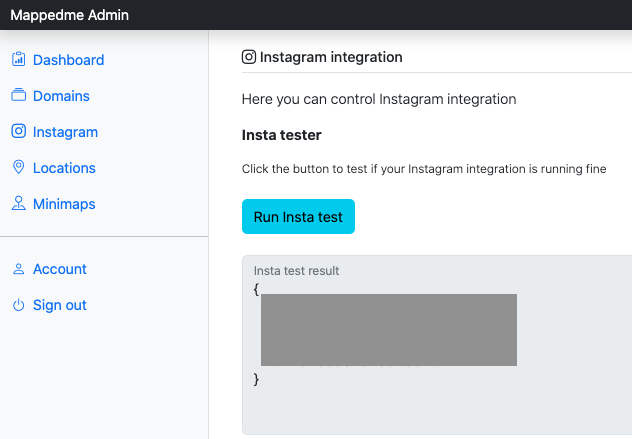 Mappedme Admin
Dashboard
Domains
Instagram
Locations
Minimaps
Account
Sign out
Instagram integration
Here you can control Instagram integration
Insta tester
Click the button to test if your Instagram integration is running fine
Run Insta test
Insta test result
{
}